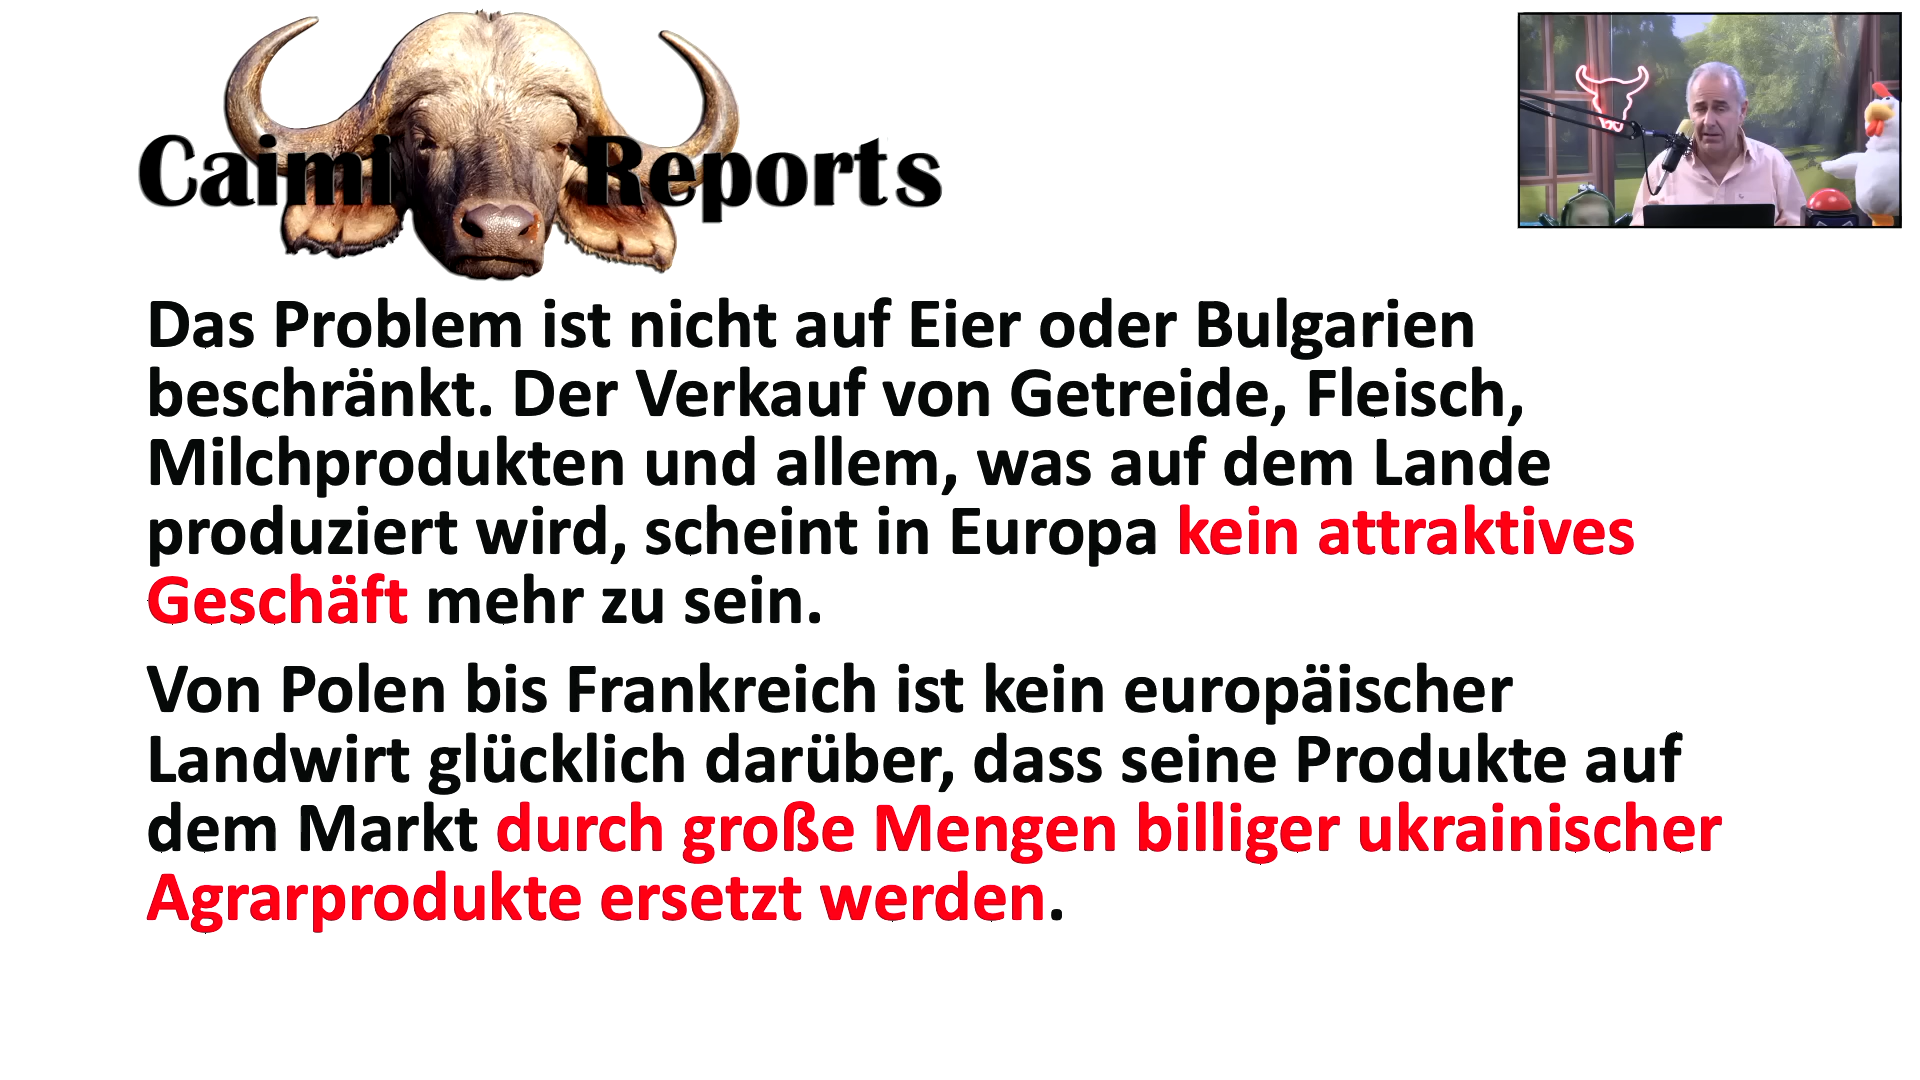 Caimi Reports
Das Problem ist nicht auf Eier oder Bulgarien
beschränkt. Der Verkauf von Getreide, Fleisch,
Milchprodukten und allem, was auf dem Lande
produziert wird, scheint in Europa kein attraktives
Geschäft mehr zu sein.
Von Polen bis Frankreich ist kein europäischer
Landwirt glücklich darüber, dass seine Produkte auf
dem Markt durch große Mengen billiger ukrainischer
Agrarprodukte ersetzt werden.